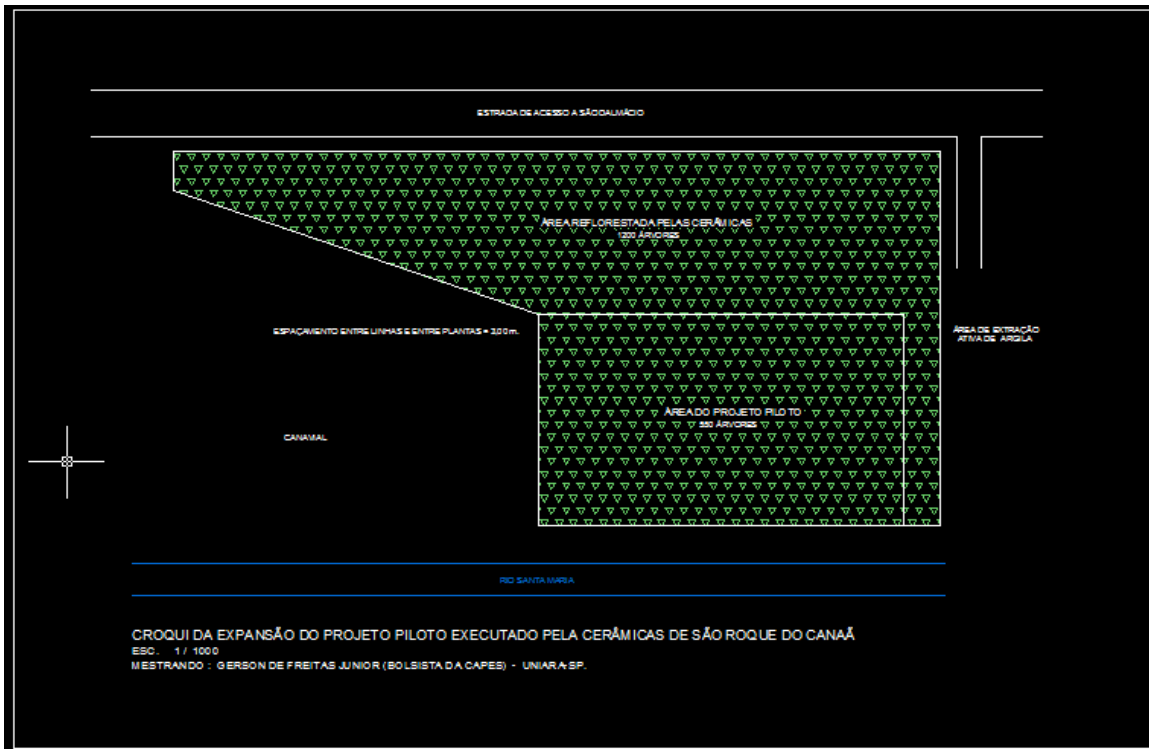 ESTRADA DE ACESSO A SÃO DALMÁCIO
ÁREA REFLORESTADA PELAS CERÂMICAS
1200 ÁRVORES
ESPAÇAMENTO ENTRE LINHAS E ENTRE PLANTAS = 3,00 m.
ÁREA DE EXTRAÇÃO
ATIVA DE ARGILA
ÁREA DO PROJETO PILOTO
550 ÁRVORES
CANAVIAL
RIO SANTA MARIA
CROQUI DA EXPANSÃO DO PROJETO PILOTO EXECUTADO PELA CERÂMICAS DE SÃO ROQUE DO CANAÃ
ESC. 1 / 1000
MESTRANDO : GERSON DE FREITAS JUNIOR (BOLSISTA DA CAPES) - UNIARA-SP.